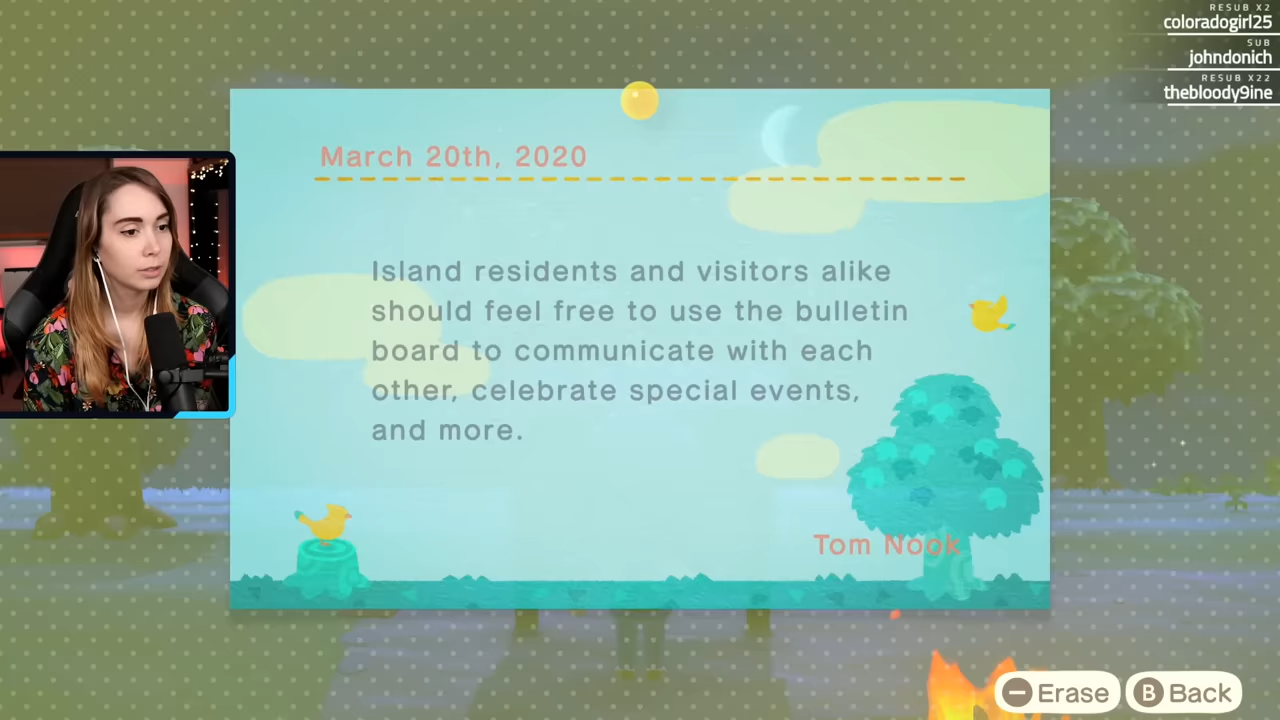 RESUB X2
coloradogirl25
SUB
johndonich
RESUB X22
thebloody9ine
March 20th, 2020
Island residents and visitors alike
should feel free to use the bulletin
board to communicate with each
other, celebrate special events,
and more.
Tom Nook
− Erase
B Back